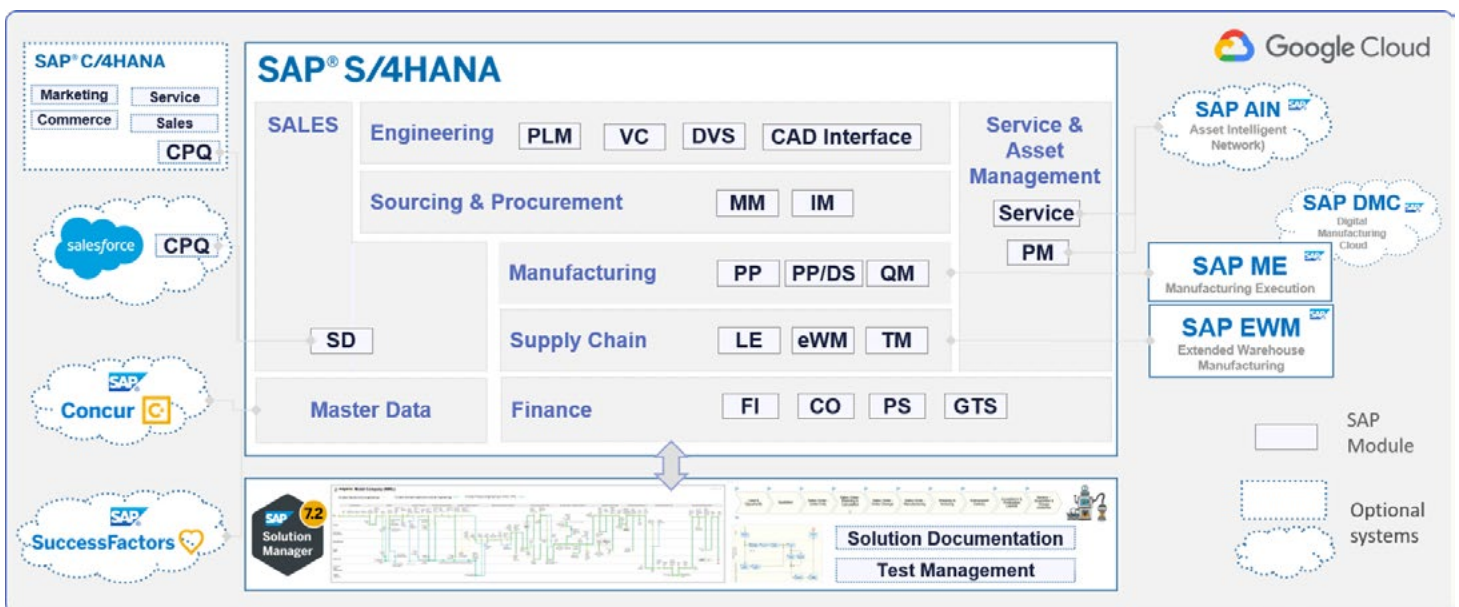 SAP® C/4HANA
Marketing
Service
Commerce
Sales
CPQ
salesforce
CPQ
SAP
Concur C.
SAP
SuccessFactors
SAP® S/4HANA
SALES
SD
Engineering
PLM
VC
DVS
CAD Interface
Sourcing & Procurement
MM
IM
Manufacturing
PP
PP/DS
QM
Supply Chain
LE
eWM
TM
Master Data
Finance
FI
CO
PS
GTS
Service &
Asset
Management
Service
PM
Google Cloud
SAP AIN SAP
Asset Intelligent
Network)
SAP DMC SAP
Digital
Manufacturing
Cloud
SAP ME SAP
Manufacturing Execution
SAP EWM SAP
Extended Warehouse
Manufacturing
SAP
Module
Optional
systems
SAP 7.2
Solution
Manager
Solution Documentation
Test Management